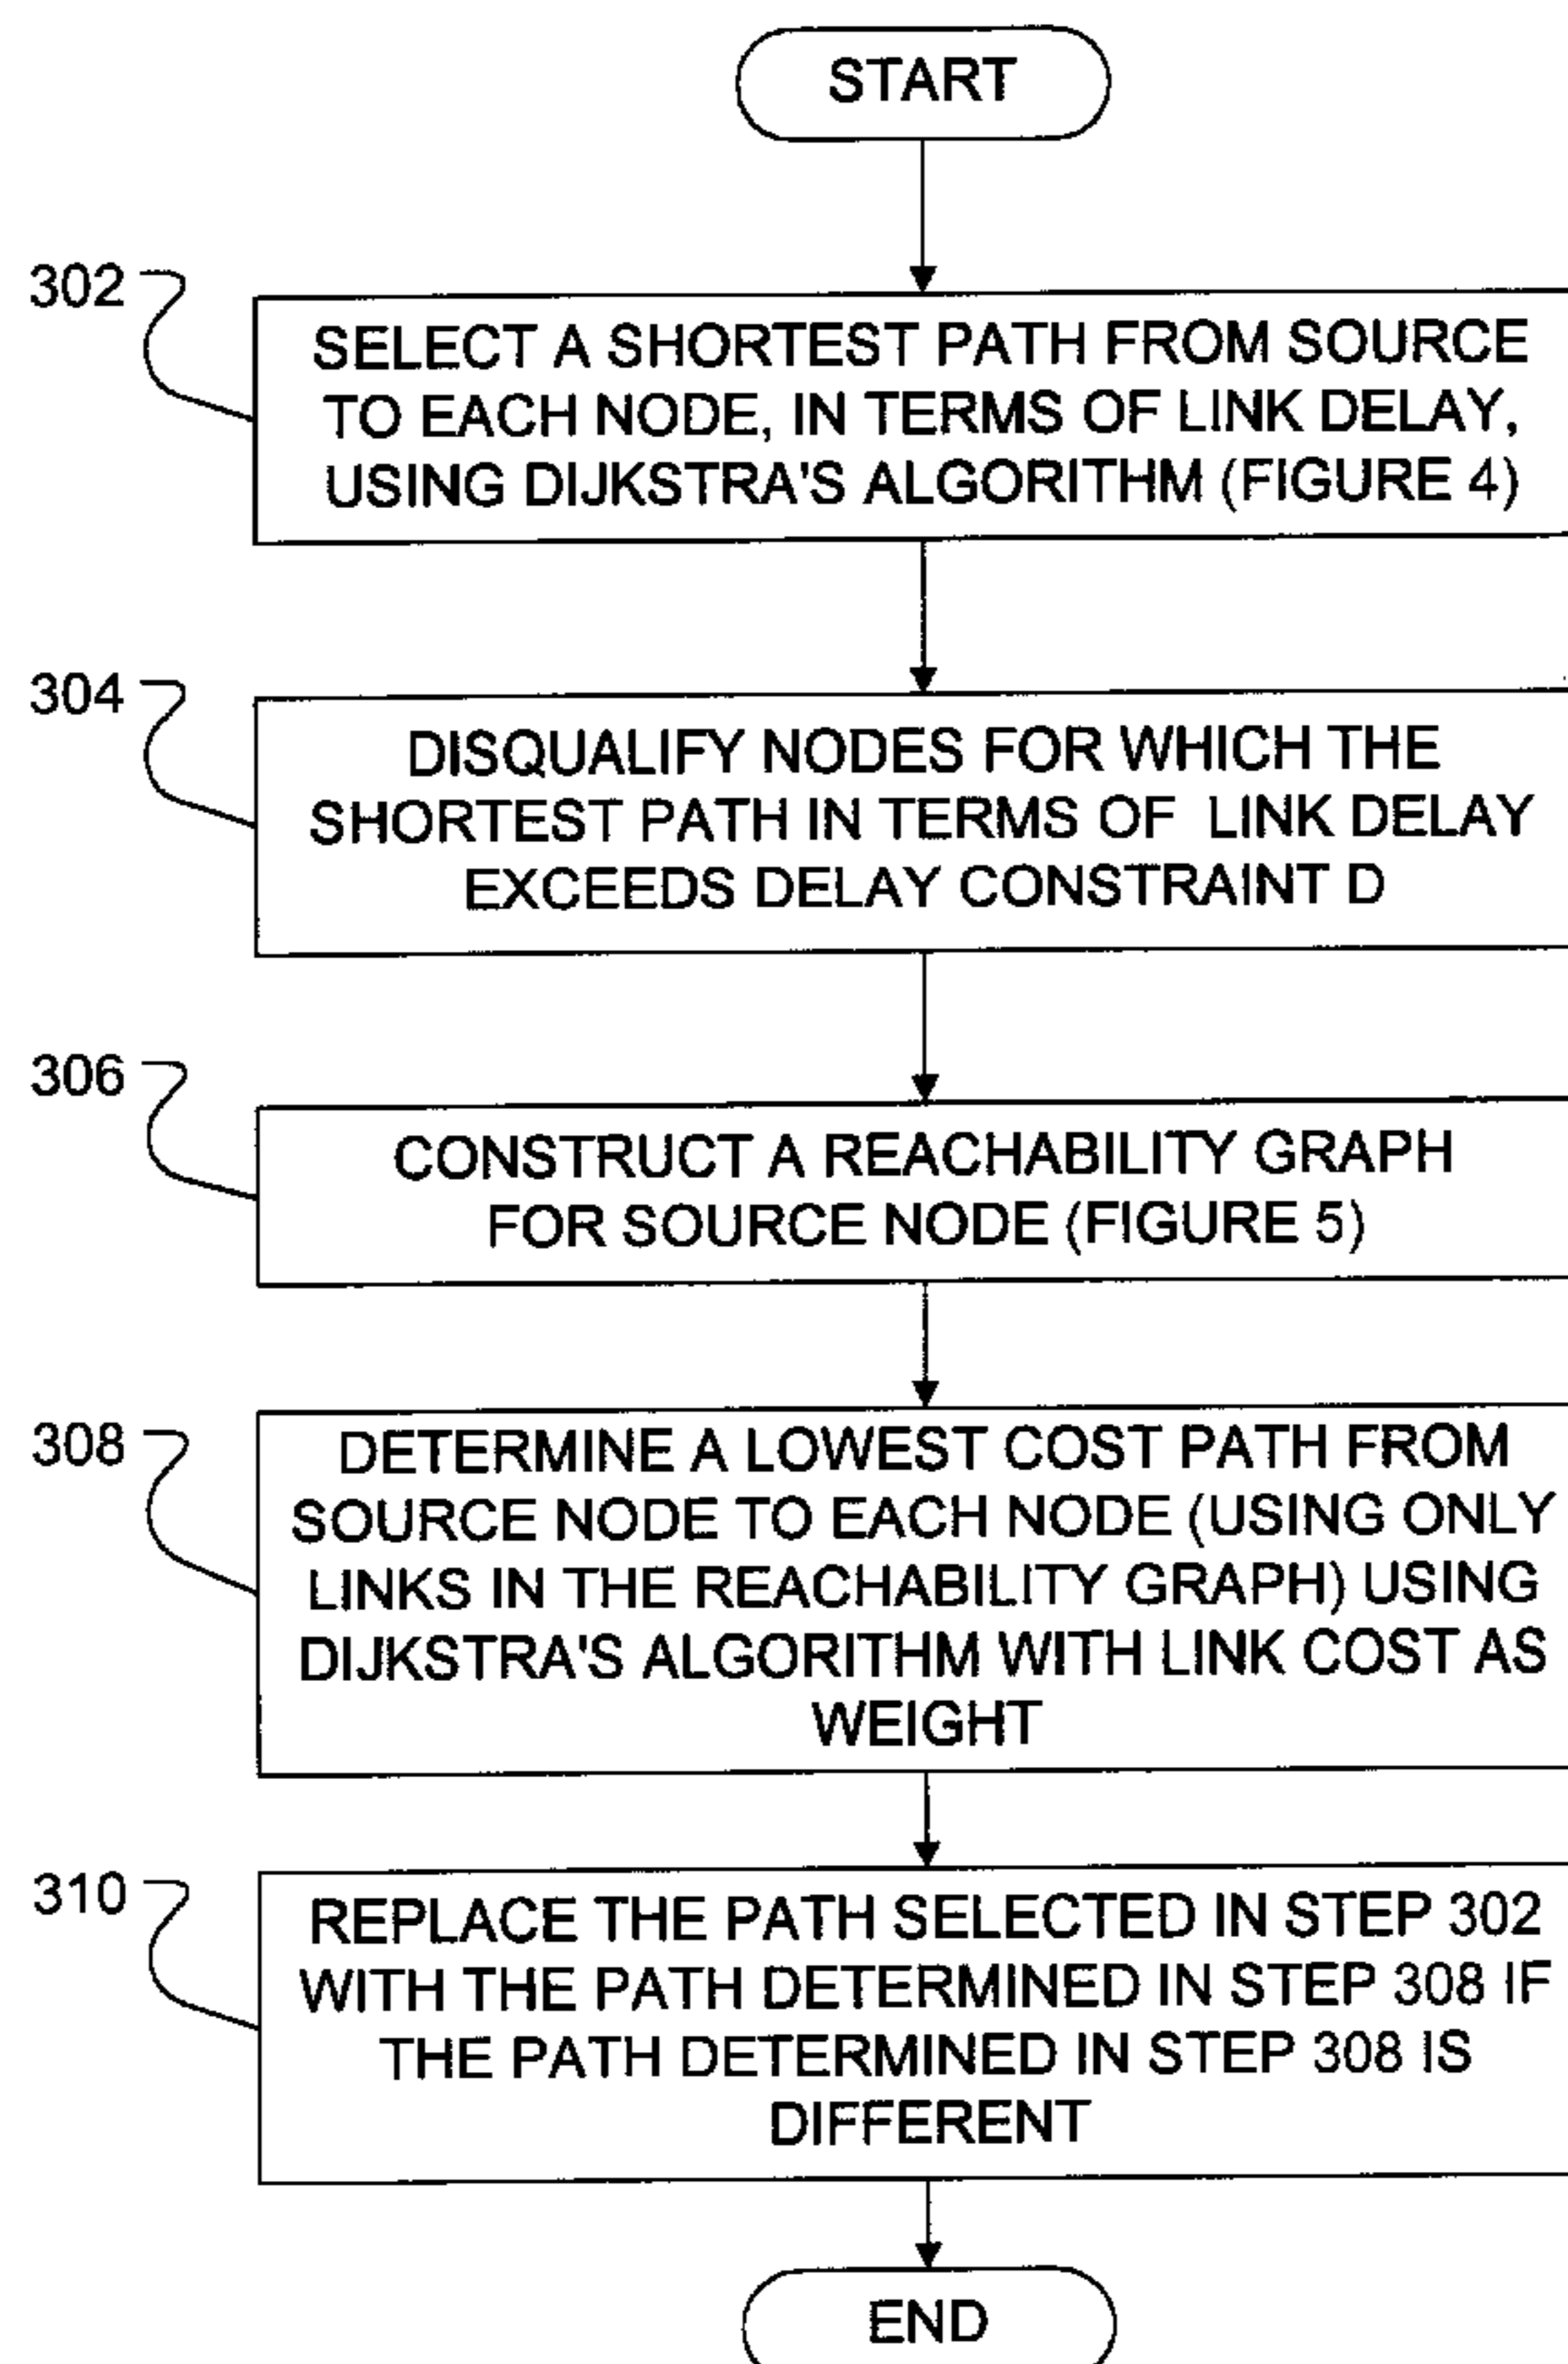 START
302
SELECT A SHORTEST PATH FROM SOURCE
TO EACH NODE, IN TERMS OF LINK DELAY,
USING DIJKSTRA'S ALGORITHM (FIGURE 4)
304
DISQUALIFY NODES FOR WHICH THE
SHORTEST PATH IN TERMS OF LINK DELAY
EXCEEDS DELAY CONSTRAINT D
306
CONSTRUCT A REACHABILITY GRAPH
FOR SOURCE NODE (FIGURE 5)
308
DETERMINE A LOWEST COST PATH FROM
SOURCE NODE TO EACH NODE (USING ONLY
LINKS IN THE REACHABILITY GRAPH) USING
DIJKSTRA'S ALGORITHM WITH LINK COST AS
WEIGHT
310
REPLACE THE PATH SELECTED IN STEP 302
WITH THE PATH DETERMINED IN STEP 308 IF
THE PATH DETERMINED IN STEP 308 IS
DIFFERENT
END